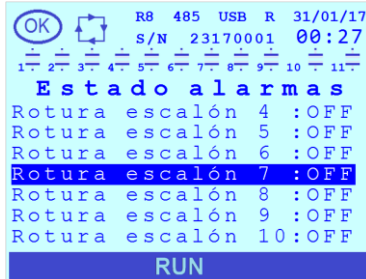 OK R8 485 USB R 31/01/17
S/N 23170001 00:27
1 2 3 4 5 6 7 8 9 10 11
Estado alarmas
Rotura escalón 4 :OFF
Rotura escalón 5 :OFF
Rotura escalón 6 :OFF
Rotura escalón 7 :OFF
Rotura escalón 8 :OFF
Rotura escalón 9 :OFF
Rotura escalón 10:OFF
RUN